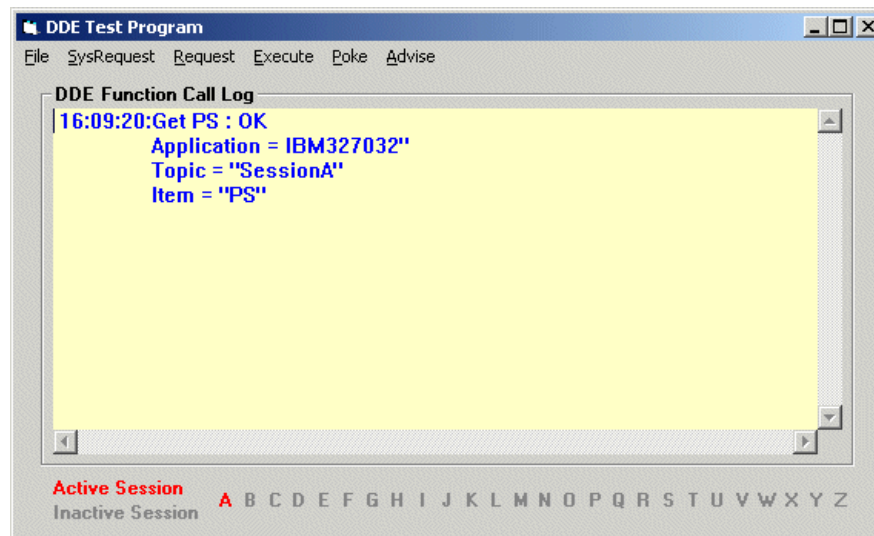 DDE Test Program
File SysRequest Request Execute Poke Advise
DDE Function Call Log
16:09:20:Get PS : OK
Application = IBM327032"
Topic = "SessionA"
Item = "PS"
Active Session
Inactive Session
A B C D E F G H I J K L M N O P Q R S T U V W X Y Z